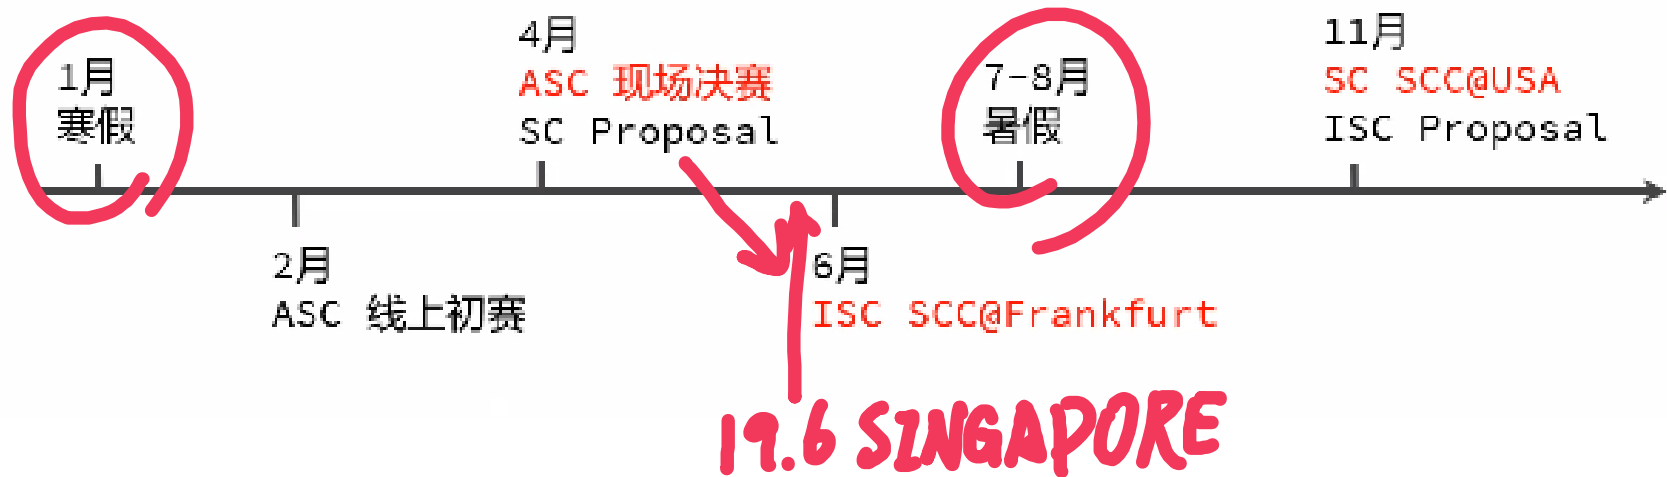 1月
寒假
2月
ASC 线上初赛
4月
ASC 现场决赛
SC Proposal
6月
ISC SCC@Frankfurt
7-8月
暑假
11月
SC SCC@USA
ISC Proposal
19.6 SINGAPORE